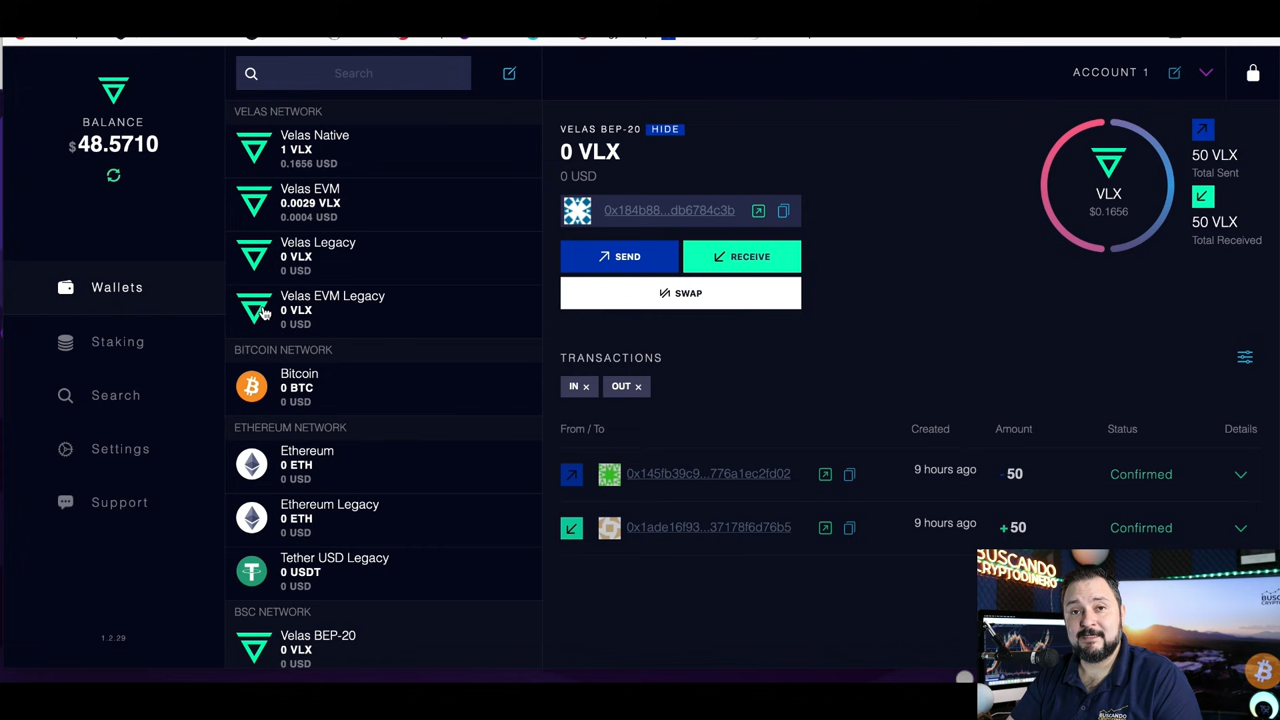 BALANCE
$48.5710
Wallets
Staking
Search
Settings
Support
1.2.29
Search
VELAS NETWORK
Velas Native
1 VLX
0.1656 USD
Velas EVM
0.0029 VLX
0.0004 USD
Velas Legacy
0 VLX
0 USD
Velas EVM Legacy
0 VLX
0 USD
BITCOIN NETWORK
Bitcoin
0 BTC
0 USD
ETHEREUM NETWORK
Ethereum
0 ETH
0 USD
Ethereum Legacy
0 ETH
0 USD
Tether USD Legacy
0 USDT
0 USD
BSC NETWORK
Velas BEP-20
0 VLX
0 USD
ACCOUNT 1
VELAS BEP-20 HIDE
0 VLX
0 USD
0x184b88...db6784c3b
SEND
RECEIVE
SWAP
VLX
$0.1656
50 VLX
Total Sent
50 VLX
Total Received
TRANSACTIONS
IN ×
OUT ×
From / To Created Amount Status Details
0x145fb39c9...776a1ec2fd02 9 hours ago - 50 Confirmed
0x1ade16f93...37178f6d76b5 9 hours ago + 50 Confirmed
BUSCANDO
CRYPTODINERO